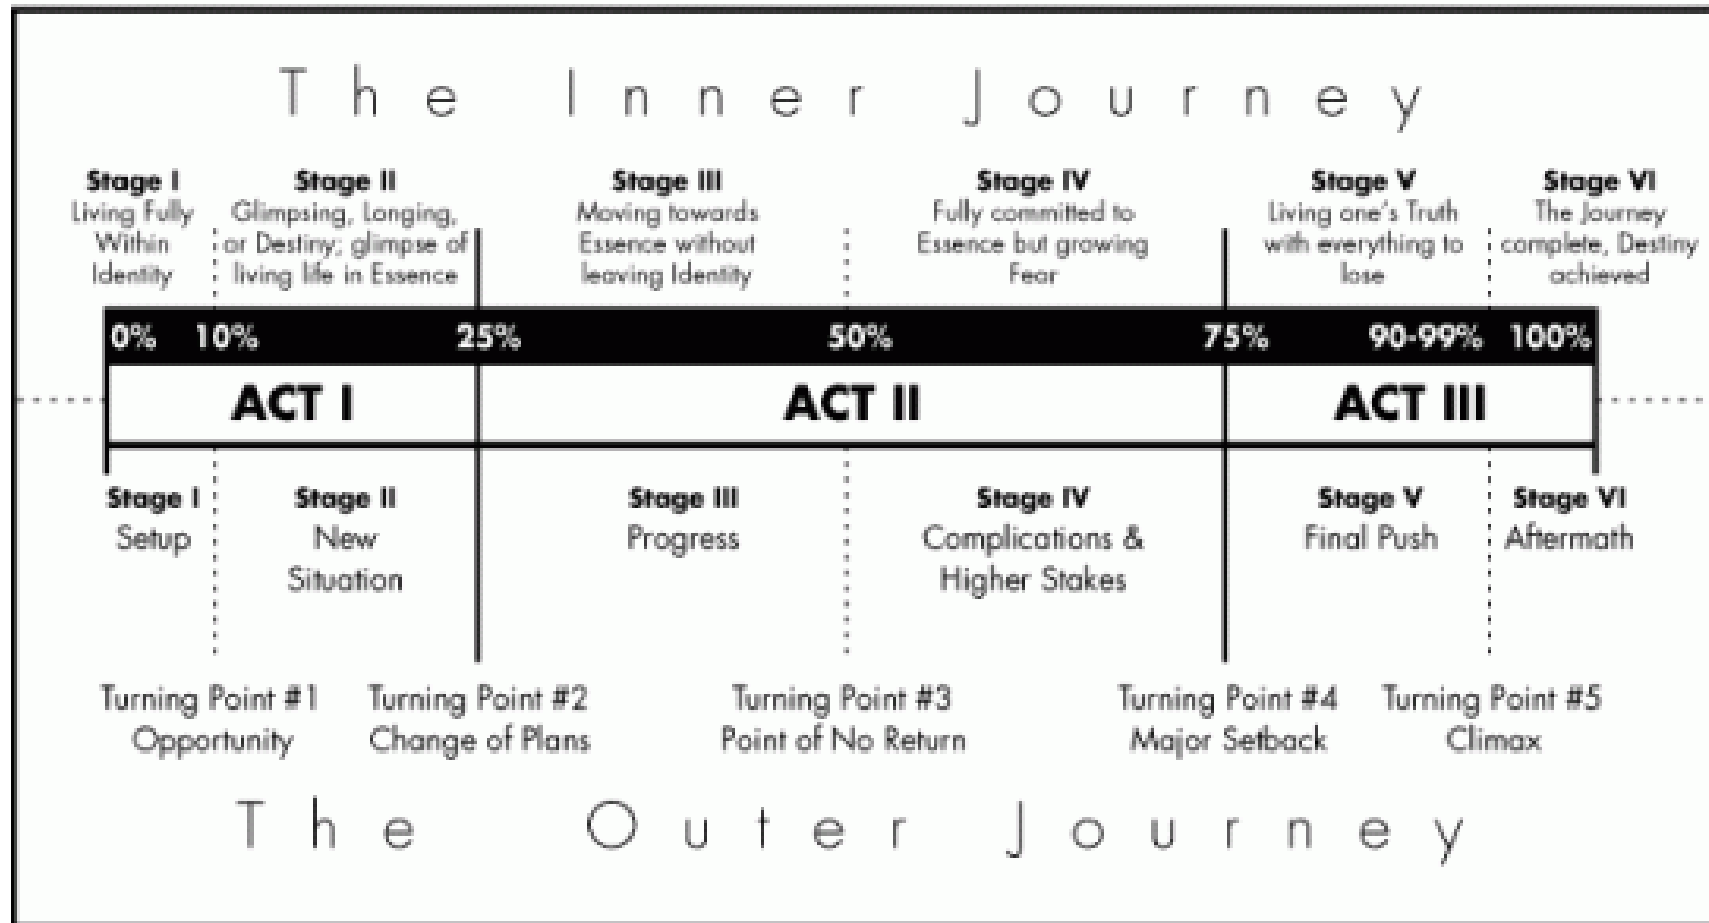 The Inner Journey
Stage I
Living Fully
Within
Identity
Stage II
Glimpsing, Longing,
or Destiny; glimpse of
living life in Essence
Stage III
Moving towards
Essence without
leaving Identity
Stage IV
Fully committed to
Essence but growing
Fear
Stage V
Living one's Truth
with everything to
lose
Stage VI
The Journey
complete, Destiny
achieved
0% 10% 25% 50% 75% 90-99% 100%
ACT I ACT II ACT III
Stage I
Setup
Stage II
New
Situation
Stage III
Progress
Stage IV
Complications &
Higher Stakes
Stage V
Final Push
Stage VI
Aftermath
Turning Point #1
Opportunity
Turning Point #2
Change of Plans
Turning Point #3
Point of No Return
Turning Point #4
Major Setback
Turning Point #5
Climax
The Outer Journey